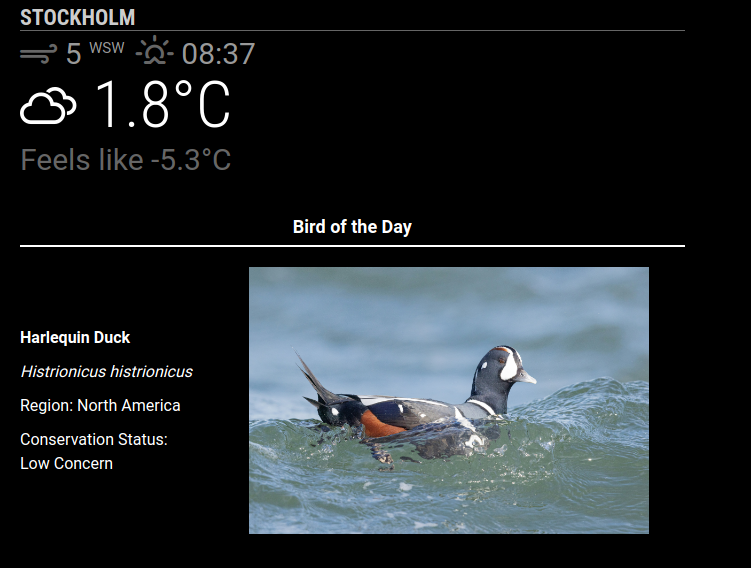 STOCKHOLM
5 WSW 08:37
1.8°C
Feels like -5.3°C
Bird of the Day
Harlequin Duck
Histrionicus histrionicus
Region: North America
Conservation Status:
Low Concern